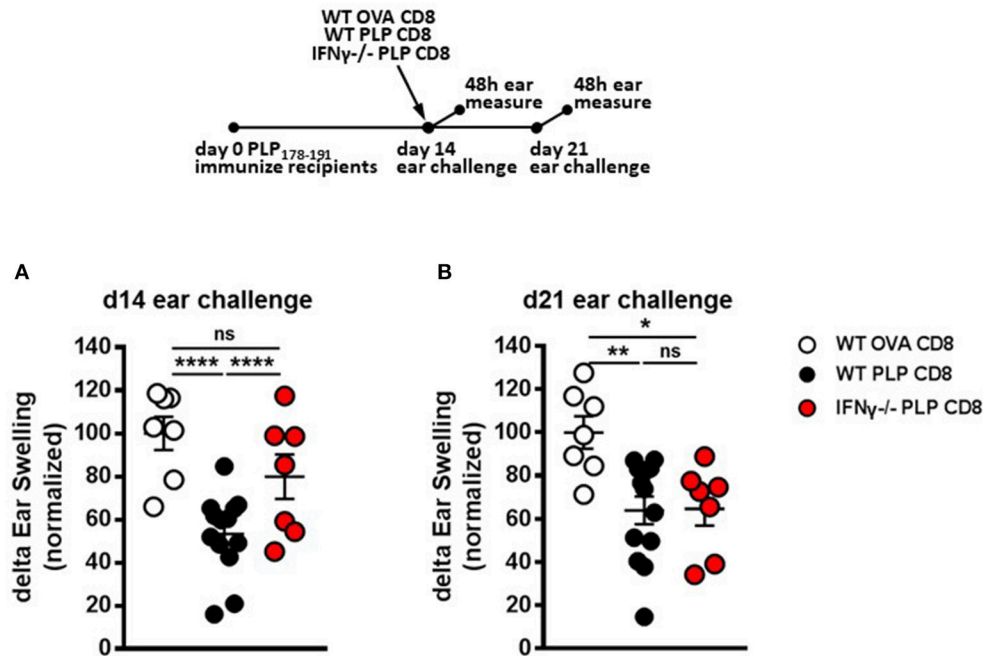 WT OVA CD8
WT PLP CD8
IFNγ-/- PLP CD8
48h ear
measure
48h ear
measure
day 0 PLP178-191
immunize recipients
day 14
ear challenge
day 21
ear challenge
A
d14 ear challenge
ns
**** ****
delta Ear Swelling
(normalized)
140
120
100
80
60
40
20
0
B
d21 ear challenge
*
** ns
delta Ear Swelling
(normalized)
140
120
100
80
60
40
20
0
WT OVA CD8
WT PLP CD8
IFNγ-/- PLP CD8